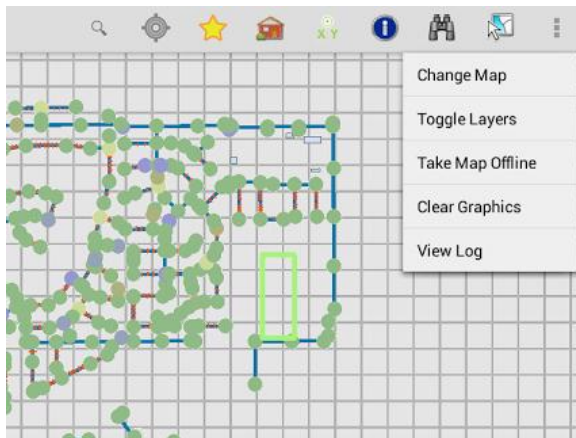 X Y
i
Change Map
Toggle Layers
Take Map Offline
Clear Graphics
View Log